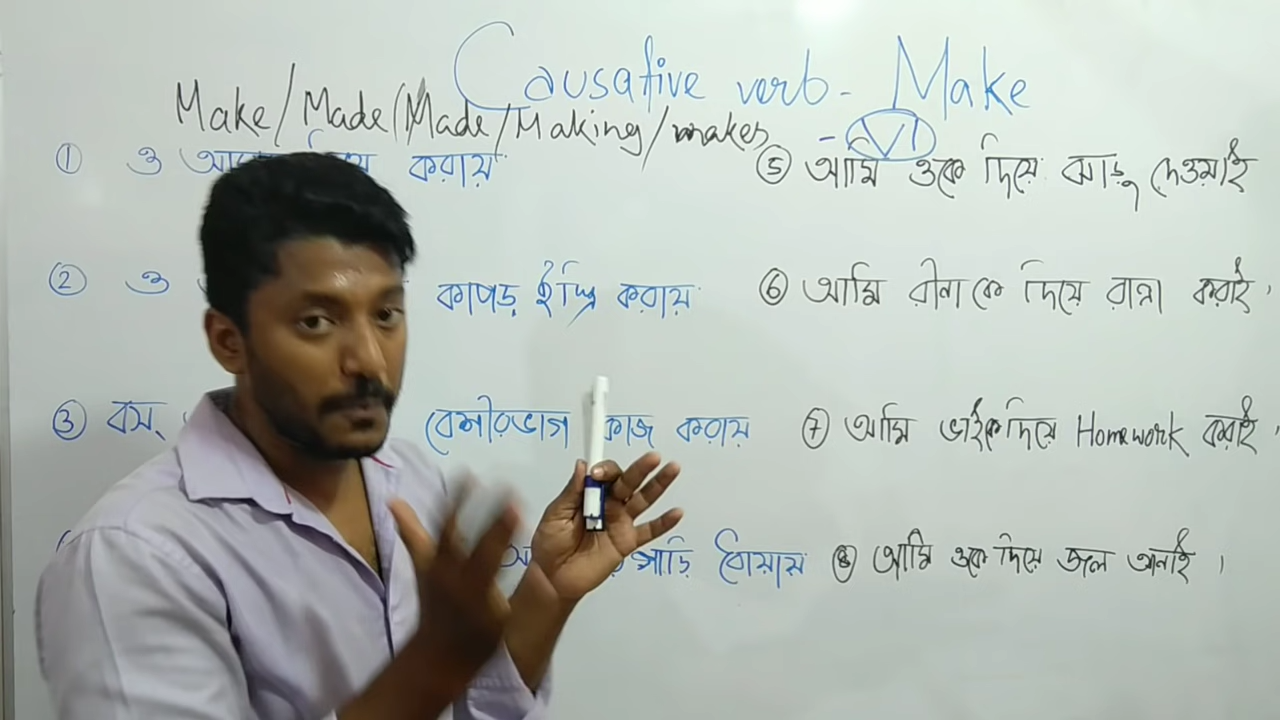 Causative verb - Make
Make/Made/Made/Making/makes - V1
① ও করায়
② ও কাপড় ইস্ত্রি করায়
③ বস্ বেশীরভাগ কাজ করায়
গাড়ি ধোয়ায়
⑤ আমি ওকে দিয়ে ঝাড়ু দেওয়াই
⑥ আমি রীনাকে দিয়ে রান্না করাই।
⑦ আমি ভাইকে দিয়ে Homework করাই।
⑧ আমি ওকে দিয়ে জল আনাই।